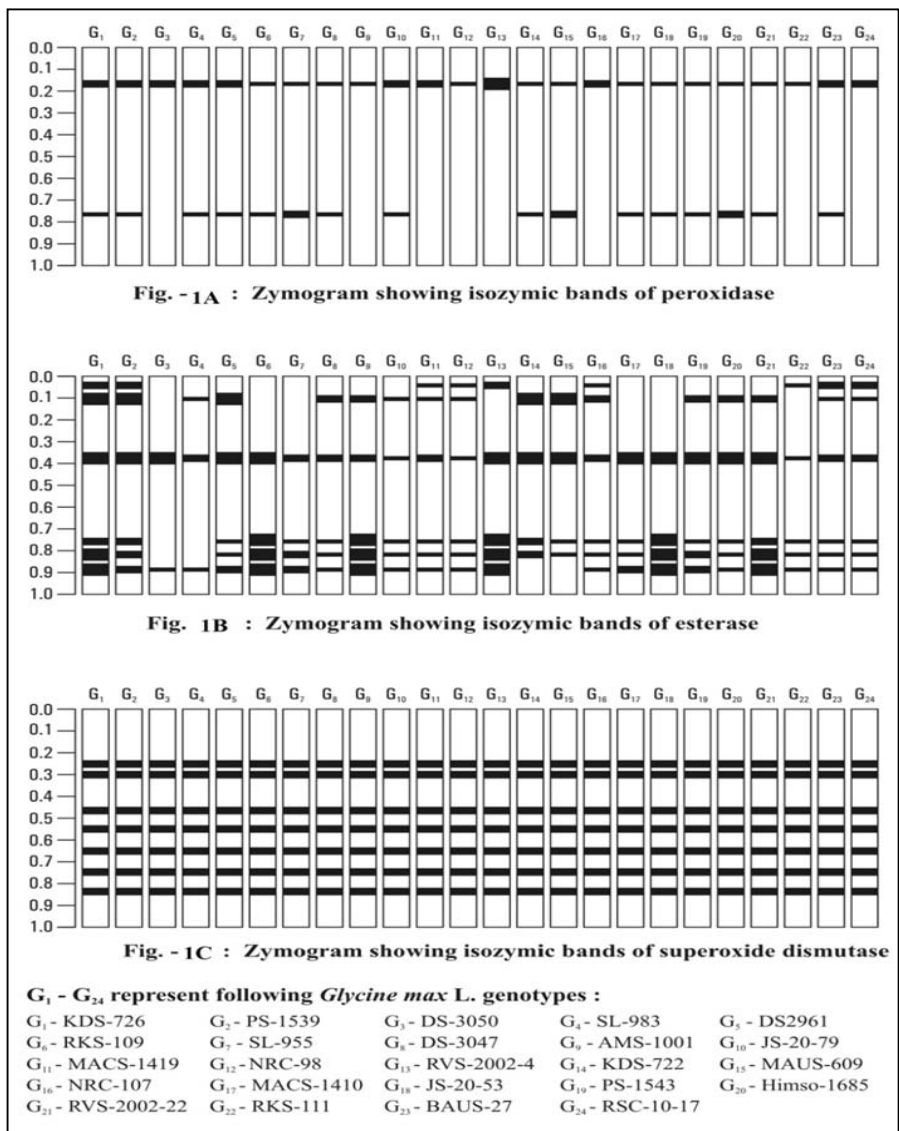 G₁ G₂ G₃ G₄ G₅ G₆ G₇ G₈ G₉ G₁₀ G₁₁ G₁₂ G₁₃ G₁₄ G₁₅ G₁₆ G₁₇ G₁₈ G₁₉ G₂₀ G₂₁ G₂₂ G₂₃ G₂₄
0.0
0.1
0.2
0.3
0.4
0.5
0.6
0.7
0.8
0.9
1.0
Fig. - 1A : Zymogram showing isozymic bands of peroxidase
G₁ G₂ G₃ G₄ G₅ G₆ G₇ G₈ G₉ G₁₀ G₁₁ G₁₂ G₁₃ G₁₄ G₁₅ G₁₆ G₁₇ G₁₈ G₁₉ G₂₀ G₂₁ G₂₂ G₂₃ G₂₄
0.0
0.1
0.2
0.3
0.4
0.5
0.6
0.7
0.8
0.9
1.0
Fig. 1B : Zymogram showing isozymic bands of esterase
G₁ G₂ G₃ G₄ G₅ G₆ G₇ G₈ G₉ G₁₀ G₁₁ G₁₂ G₁₃ G₁₄ G₁₅ G₁₆ G₁₇ G₁₈ G₁₉ G₂₀ G₂₁ G₂₂ G₂₃ G₂₄
0.0
0.1
0.2
0.3
0.4
0.5
0.6
0.7
0.8
0.9
1.0
Fig. - 1C : Zymogram showing isozymic bands of superoxide dismutase
G₁ - G₂₄ represent following Glycine max L. genotypes :
G₁ - KDS-726 G₂ - PS-1539 G₃ - DS-3050 G₄ - SL-983 G₅ - DS2961
G₆ - RKS-109 G₇ - SL-955 G₈ - DS-3047 G₉ - AMS-1001 G₁₀ - JS-20-79
G₁₁ - MACS-1419 G₁₂ - NRC-98 G₁₃ - RVS-2002-4 G₁₄ - KDS-722 G₁₅ - MAUS-609
G₁₆ - NRC-107 G₁₇ - MACS-1410 G₁₈ - JS-20-53 G₁₉ - PS-1543 G₂₀ - Himso-1685
G₂₁ - RVS-2002-22 G₂₂ - RKS-111 G₂₃ - BAUS-27 G₂₄ - RSC-10-17